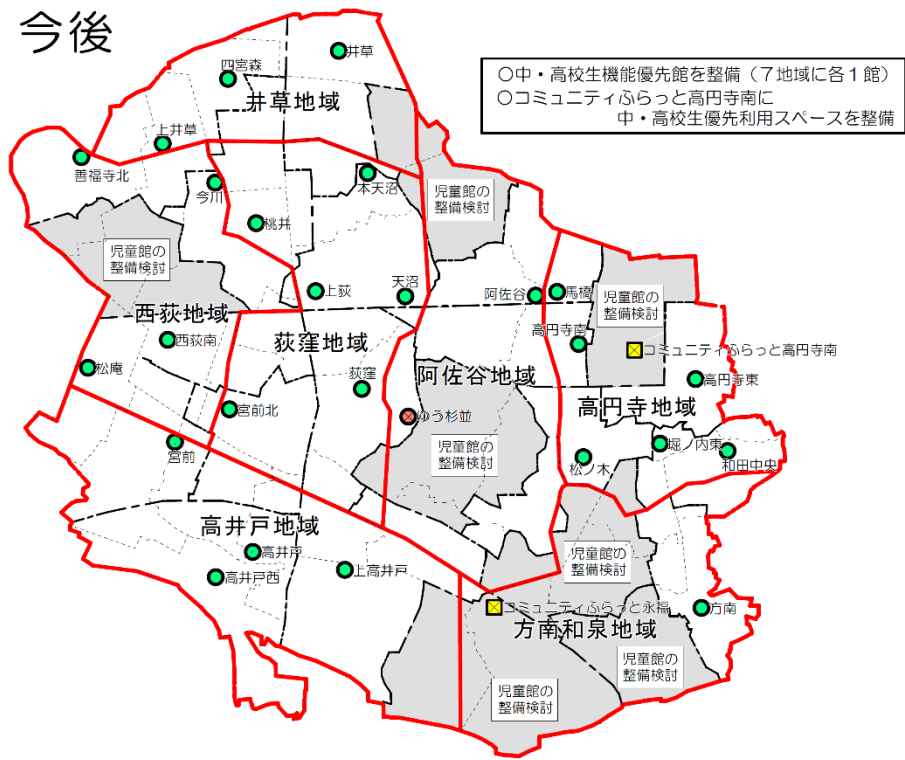 今後
○中・高校生機能優先館を整備（７地域に各１館）
○コミュニティふらっと高円寺南に
中・高校生優先利用スペースを整備
井草
四宮森
井草地域
上井草
善福寺北
今川
本天沼
桃井
児童館の
整備検討
児童館の
整備検討
上荻
天沼
阿佐谷
馬橋
児童館の
整備検討
西荻地域
西荻南
荻窪地域
高円寺南
コミュニティふらっと高円寺南
松庵
荻窪
阿佐谷地域
高円寺東
高円寺地域
宮前北
ゆう杉並
児童館の
整備検討
宮前
松ノ木
堀ノ内東
和田中央
高井戸地域
高井戸
高井戸西
上高井戸
児童館の
整備検討
コミュニティふらっと永福
方南
方南和泉地域
児童館の
整備検討
児童館の
整備検討